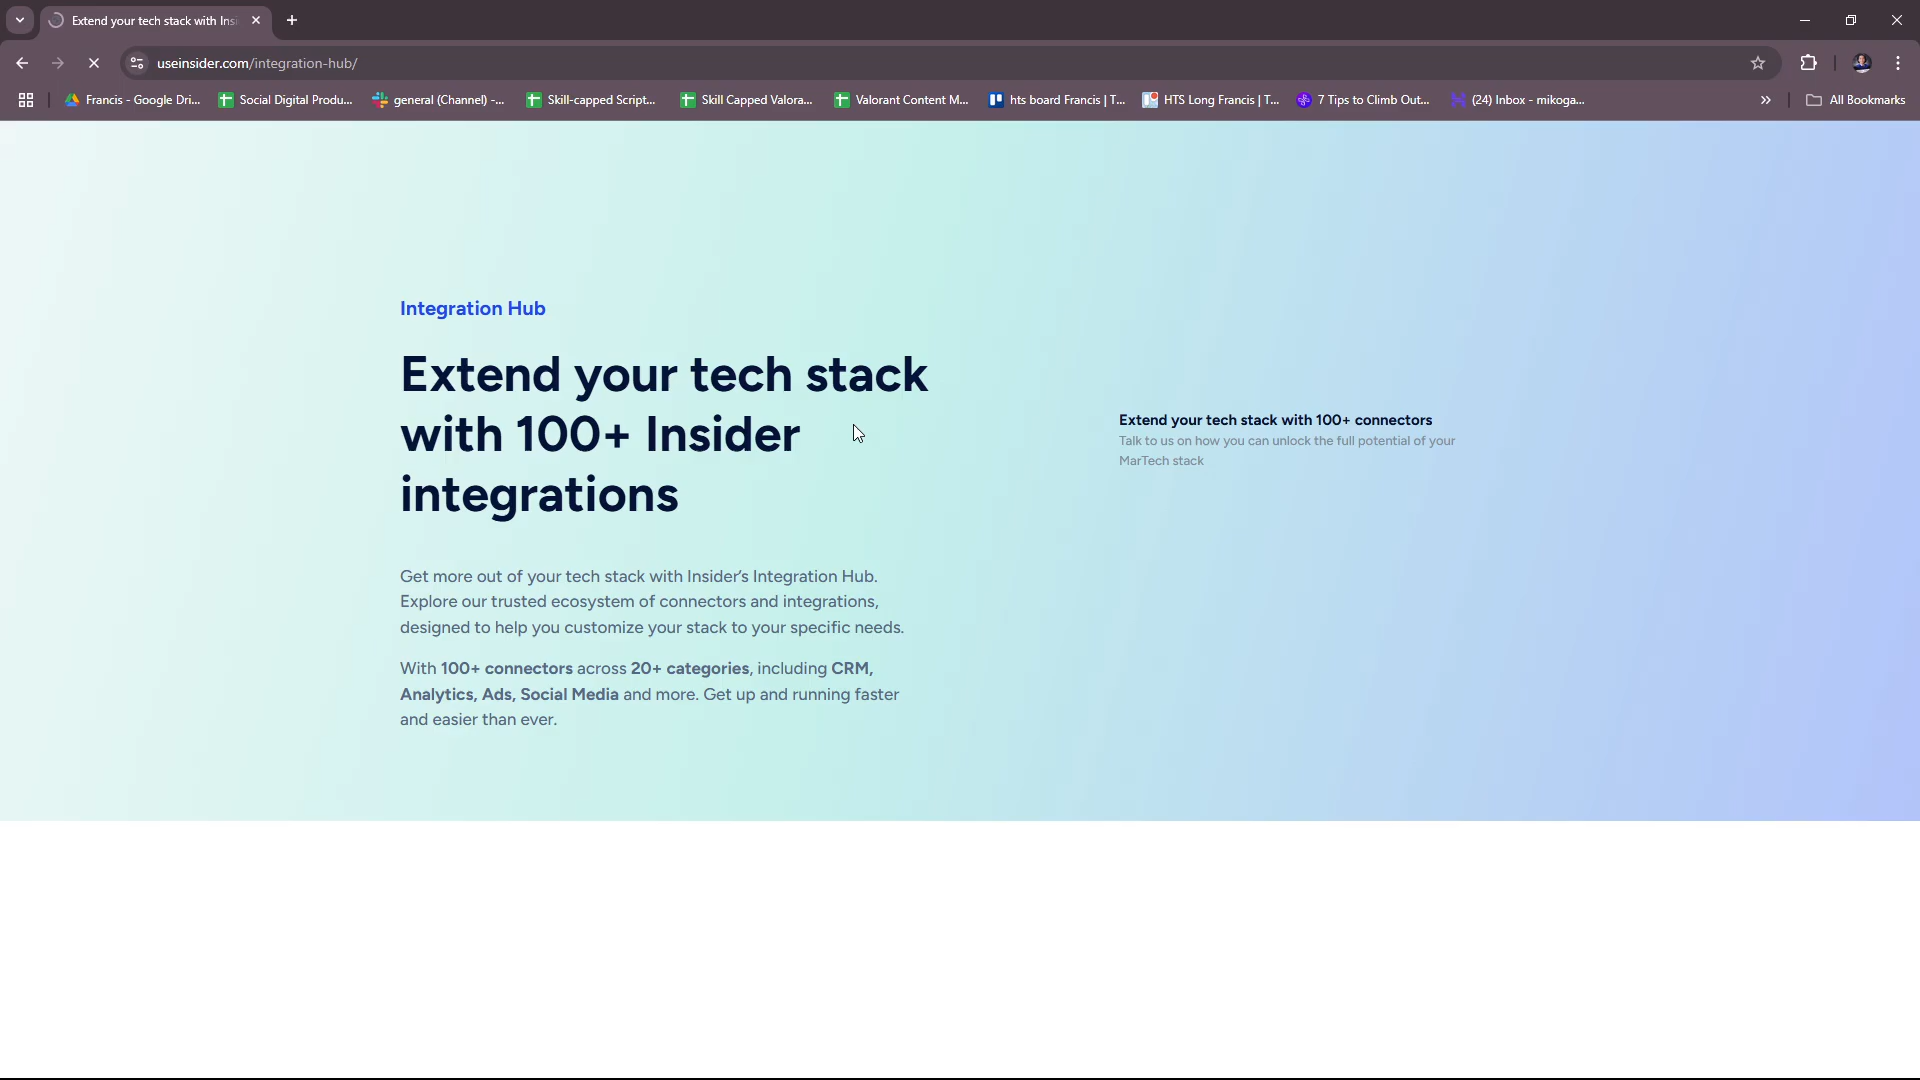 Extend your tech stack with Insi
useinsider.com/integration-hub/
Francis - Google Dri...
Social Digital Produ...
general (Channel) -...
Skill-capped Script...
Skill Capped Valora...
Valorant Content M...
hts board Francis | T...
HTS Long Francis | T...
7 Tips to Climb Out...
(24) Inbox - mikoga...
All Bookmarks
Integration Hub
Extend your tech stack
with 100+ Insider
integrations
Get more out of your tech stack with Insider's Integration Hub.
Explore our trusted ecosystem of connectors and integrations,
designed to help you customize your stack to your specific needs.
With 100+ connectors across 20+ categories, including CRM,
Analytics, Ads, Social Media and more. Get up and running faster
and easier than ever.
Extend your tech stack with 100+ connectors
Talk to us on how you can unlock the full potential of your
MarTech stack